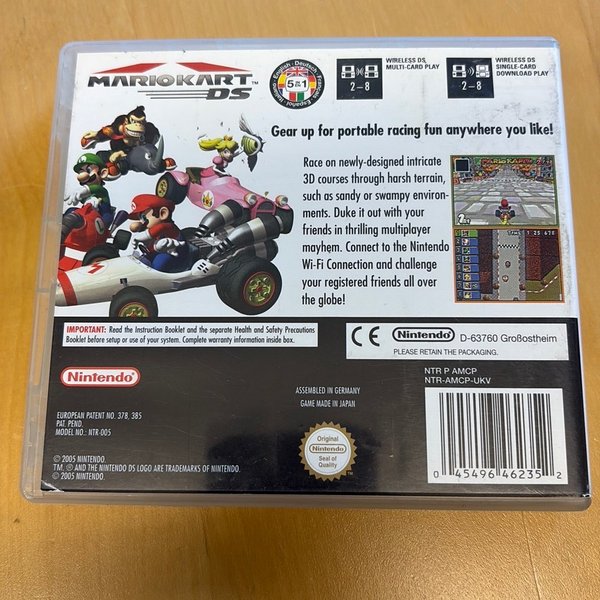 MARIOKART™
DS
English · Deutsch · Français
5 IN 1
Italiano Español
WIRELESS DS
MULTI-CARD PLAY
2-8
WIRELESS DS
SINGLE-CARD
DOWNLOAD PLAY
2-8
Gear up for portable racing fun anywhere you like!
Race on newly-designed intricate
3D courses through harsh terrain,
such as sandy or swampy environ-
ments. Duke it out with your
friends in thrilling multiplayer
mayhem. Connect to the Nintendo
Wi-Fi Connection and challenge
your registered friends all over
the globe!
IMPORTANT: Read the Instruction Booklet and the separate Health and Safety Precautions
Booklet before setup or use of your system. Complete warranty information inside box.
CE Nintendo D-63760 Großostheim
PLEASE RETAIN THE PACKAGING.
NTR P AMCP
NTR-AMCP-UKV
Nintendo®
ASSEMBLED IN GERMANY
GAME MADE IN JAPAN
EUROPEAN PATENT NO. 378, 385
PAT. PEND.
MODEL NO.: NTR-005
Original
Nintendo
Seal of
Quality
© 2005 NINTENDO.
TM, ® AND THE NINTENDO DS LOGO ARE TRADEMARKS OF NINTENDO.
© 2005 NINTENDO.
0 45496 46235 2